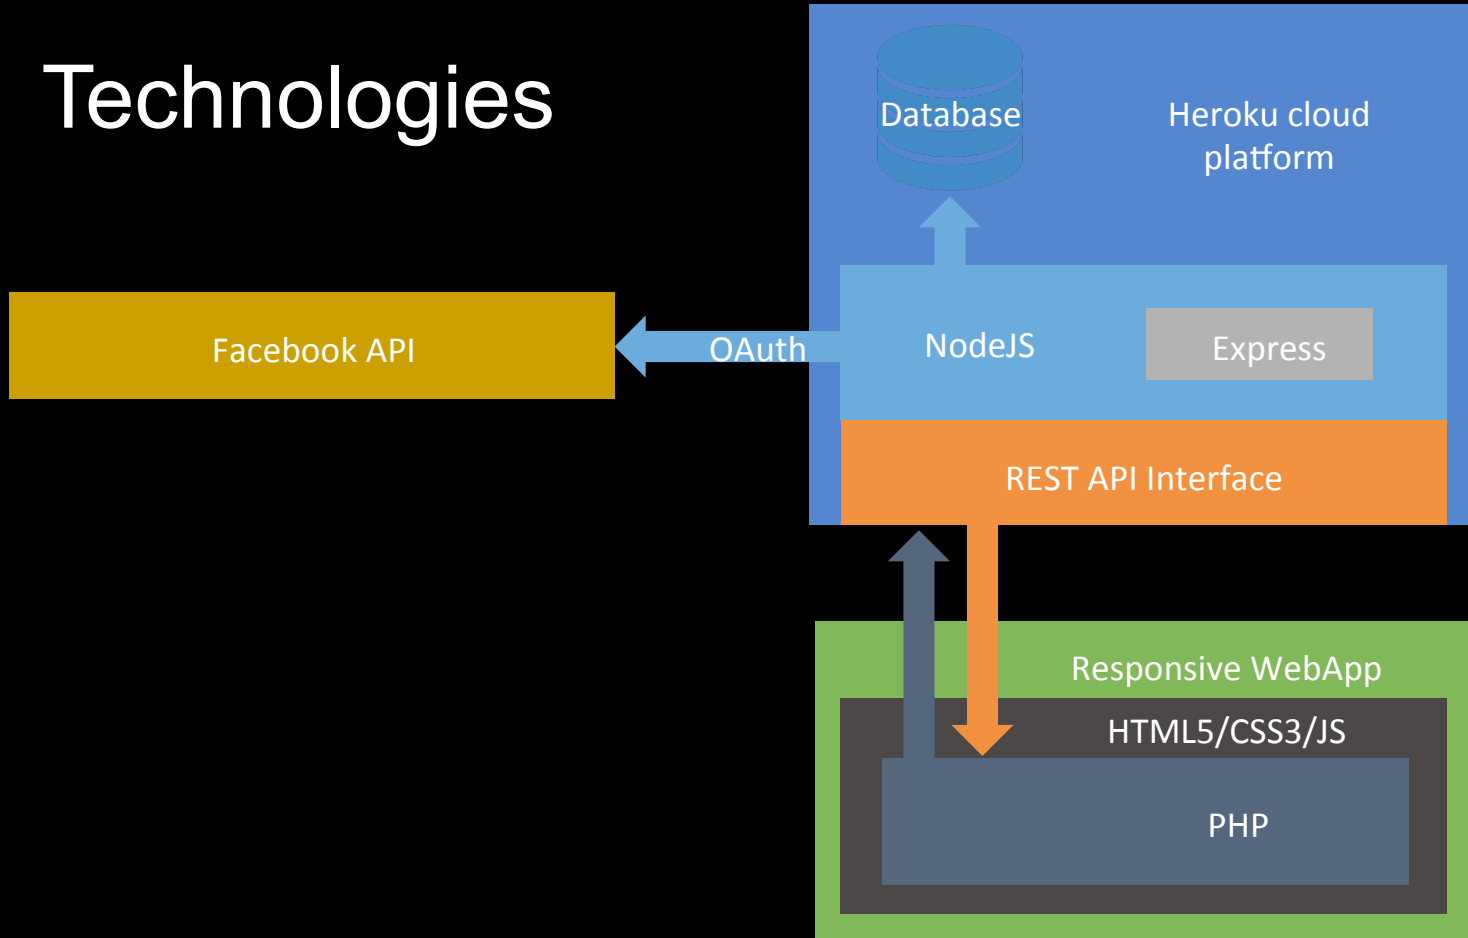 Technologies
Database
Heroku cloud
platform
Facebook API
OAuth
NodeJS
Express
REST API Interface
Responsive WebApp
HTML5/CSS3/JS
PHP